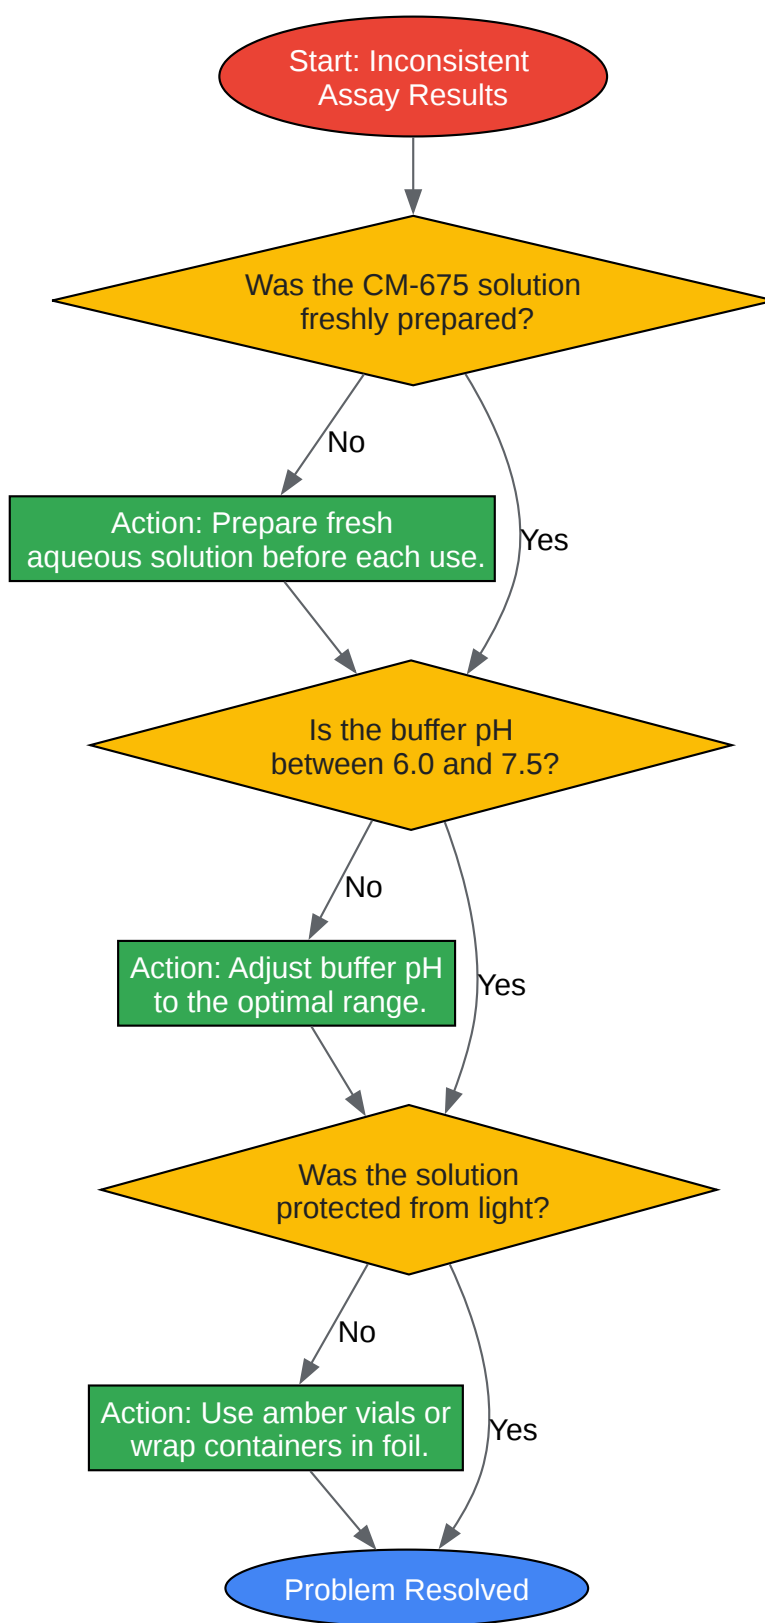 Start: Inconsistent
Assay Results
Was the CM-675 solution
freshly prepared?
No
Action: Prepare fresh
aqueous solution before each use.
Yes
Is the buffer pH
between 6.0 and 7.5?
No
Action: Adjust buffer pH
to the optimal range.
Yes
Was the solution
protected from light?
No
Action: Use amber vials or
wrap containers in foil.
Yes
Problem Resolved